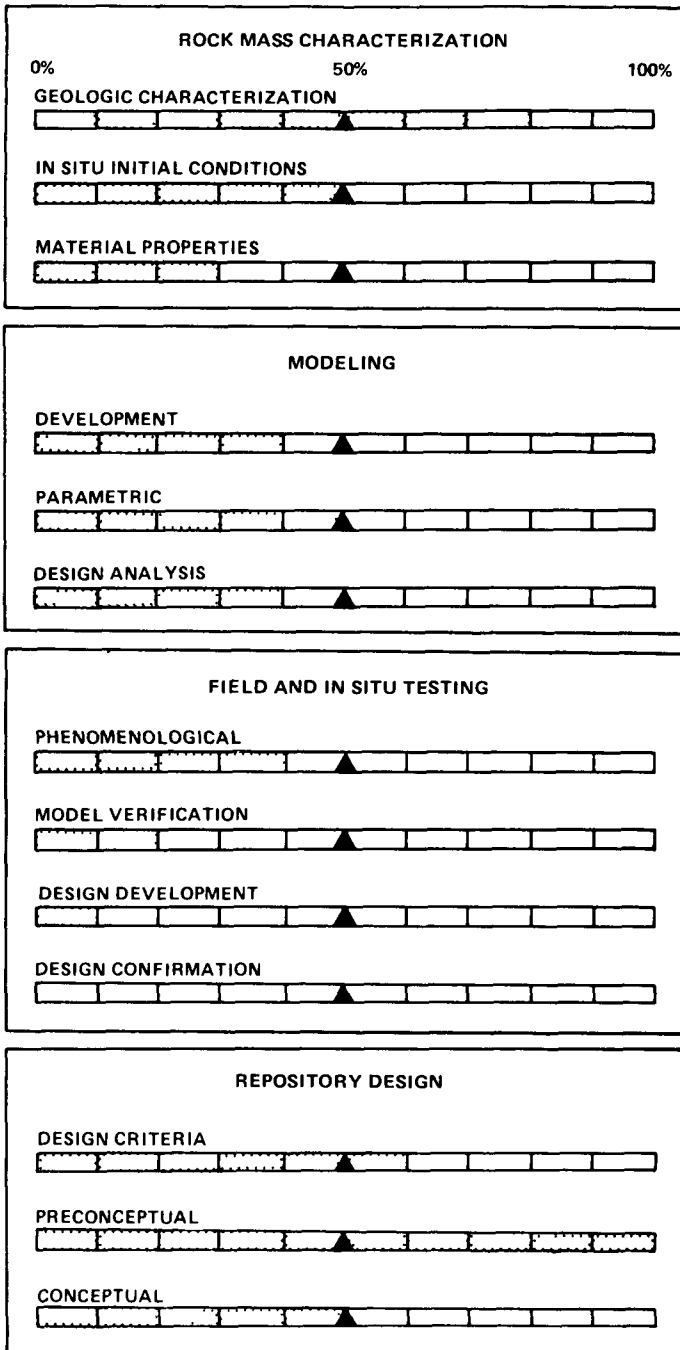 ROCK MASS CHARACTERIZATION
0% 50% 100%
GEOLOGIC CHARACTERIZATION
IN SITU INITIAL CONDITIONS
MATERIAL PROPERTIES
MODELING
DEVELOPMENT
PARAMETRIC
DESIGN ANALYSIS
FIELD AND IN SITU TESTING
PHENOMENOLOGICAL
MODEL VERIFICATION
DESIGN DEVELOPMENT
DESIGN CONFIRMATION
REPOSITORY DESIGN
DESIGN CRITERIA
PRECONCEPTUAL
CONCEPTUAL